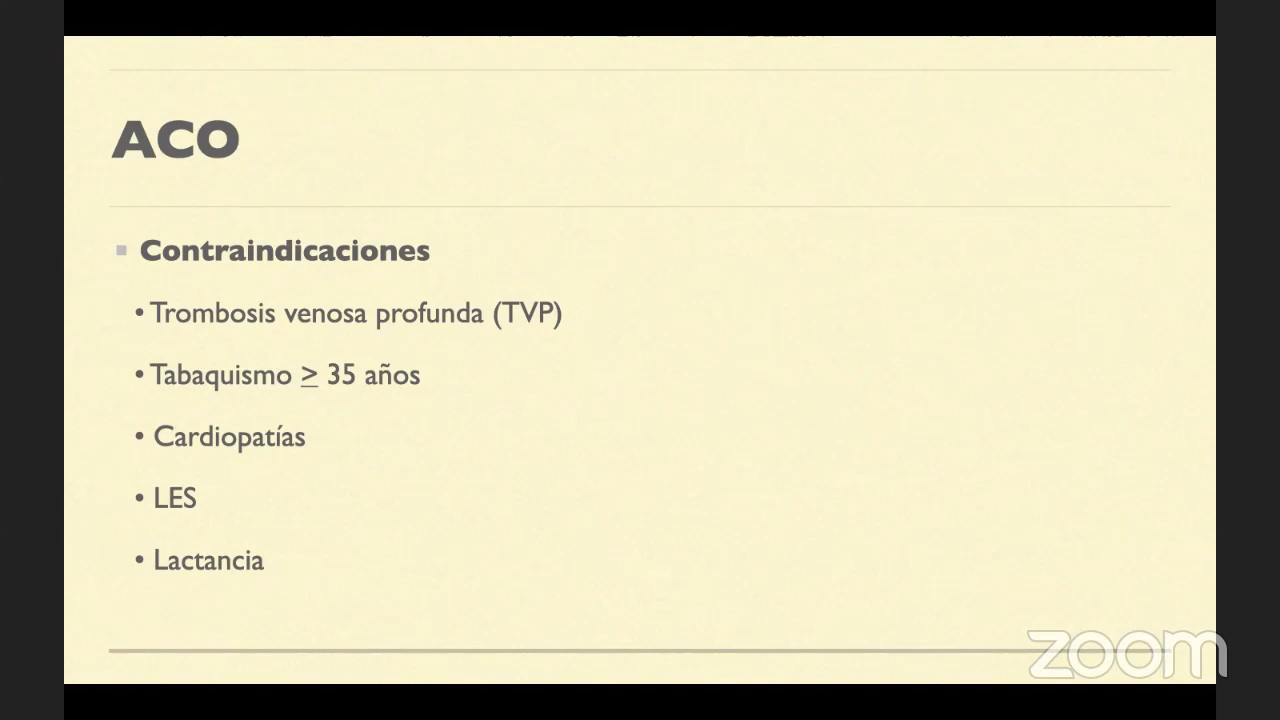 ACO
Contraindicaciones
• Trombosis venosa profunda (TVP)
• Tabaquismo ≥ 35 años
• Cardiopatías
• LES
• Lactancia
zoom